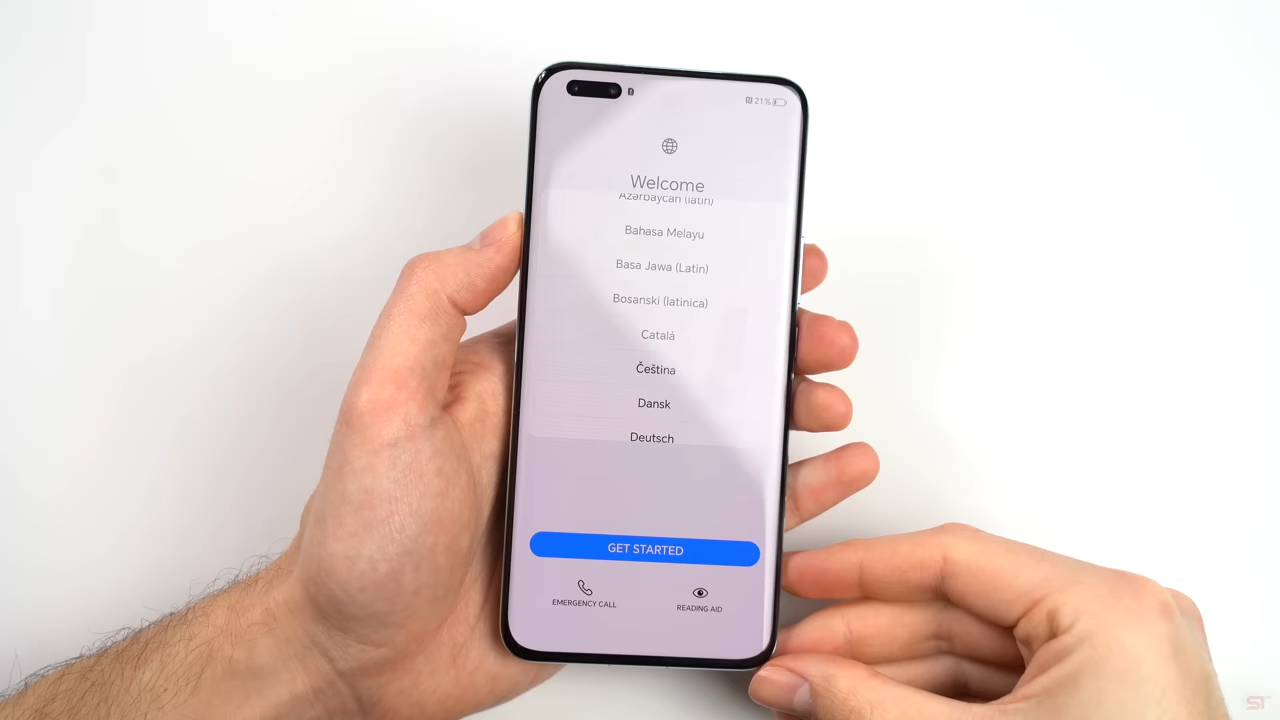 21%
Welcome
Azərbaycan (latın)
Bahasa Melayu
Basa Jawa (Latin)
Bosanski (latinica)
Català
Čeština
Dansk
Deutsch
GET STARTED
EMERGENCY CALL
READING AID
ST